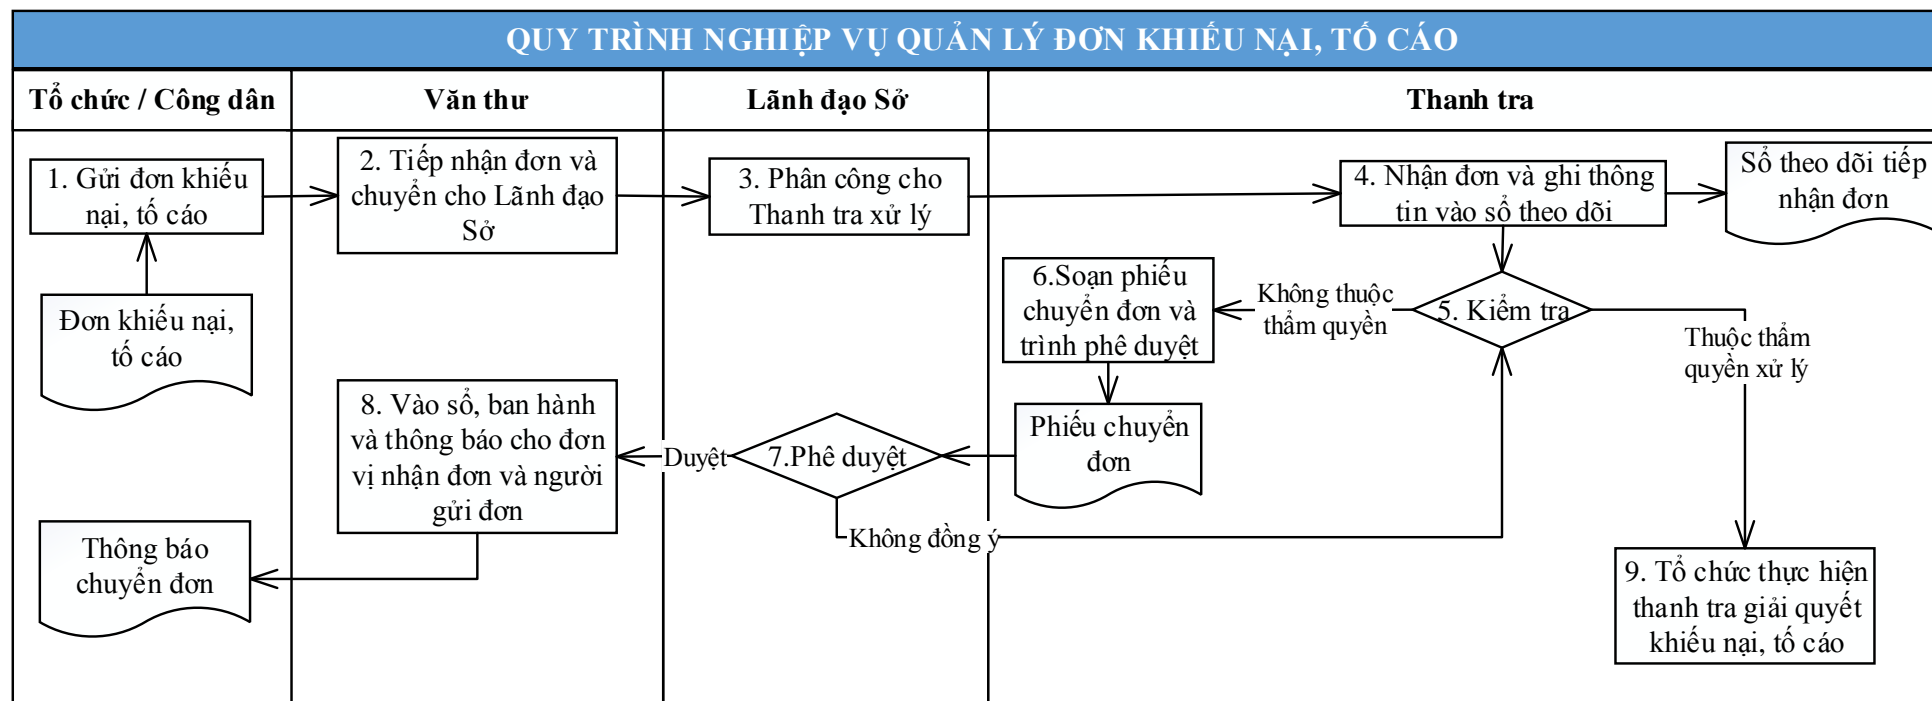 QUY TRÌNH NGHIỆP VỤ QUẢN LÝ ĐƠN KHIẾU NẠI, TỐ CÁO
Tổ chức / Công dân
Văn thư
Lãnh đạo Sở
Thanh tra
1. Gửi đơn khiếu
nại, tố cáo
2. Tiếp nhận đơn và
chuyển cho Lãnh đạo
Sở
3. Phân công cho
Thanh tra xử lý
4. Nhận đơn và ghi thông
tin vào sổ theo dõi
Sổ theo dõi tiếp
nhận đơn
Đơn khiếu nại,
tố cáo
6.Soạn phiếu
chuyển đơn và
trình phê duyệt
Không thuộc
thẩm quyền
5. Kiểm tra
Thuộc thẩm
quyền xử lý
8. Vào sổ, ban hành
và thông báo cho đơn
vị nhận đơn và người
gửi đơn
Duyệt
7.Phê duyệt
Phiếu chuyển
đơn
Không đồng ý
Thông báo
chuyển đơn
9. Tổ chức thực hiện
thanh tra giải quyết
khiếu nại, tố cáo